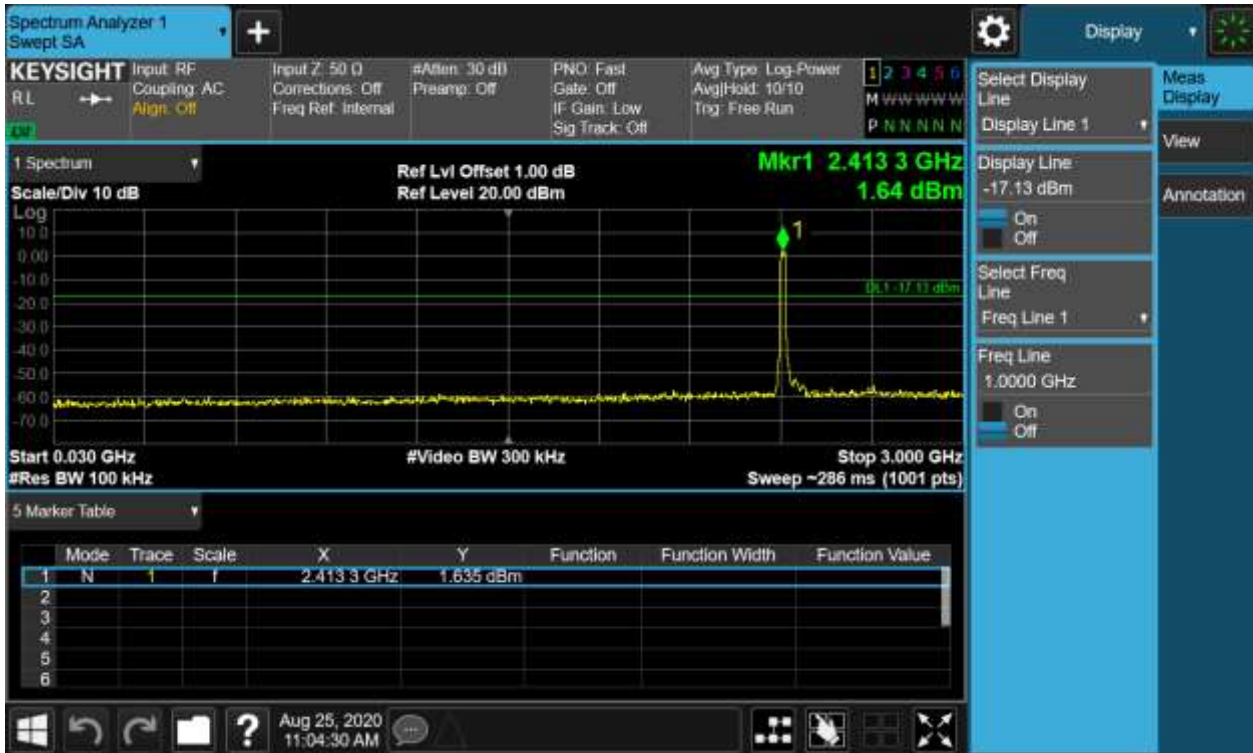 Spectrum Analyzer 1
Swept SA
Display
KEYSIGHT
RL
Input: RF
Coupling: AC
Align: Off
Input Z: 50 Ω
Corrections: Off
Freq Ref: Internal
#Atten: 30 dB
Preamp: Off
PNO: Fast
Gate: Off
IF Gain: Low
Sig Track: Off
Avg Type: Log-Power
Avg|Hold: 10/10
Trig: Free Run
1 2 3 4 5 6
M W W W W W
P N N N N N
1 Spectrum
Scale/Div 10 dB
Ref Lvl Offset 1.00 dB
Ref Level 20.00 dBm
Mkr1 2.413 3 GHz
1.64 dBm
Log
10.0
0.00
-10.0
-20.0
-30.0
-40.0
-50.0
-60.0
-70.0
1
DL1 -17.13 dBm
Start 0.030 GHz
#Video BW 300 kHz
Stop 3.000 GHz
#Res BW 100 kHz
Sweep ~286 ms (1001 pts)
5 Marker Table
Mode Trace Scale X Y Function Function Width Function Value
1 N 1 f 2.413 3 GHz 1.635 dBm
2
3
4
5
6
Aug 25, 2020
11:04:30 AM
Select Display
Line
Display Line 1
Display Line
-17.13 dBm
On
Off
Select Freq
Line
Freq Line 1
Freq Line
1.0000 GHz
On
Off
Meas
Display
View
Annotation